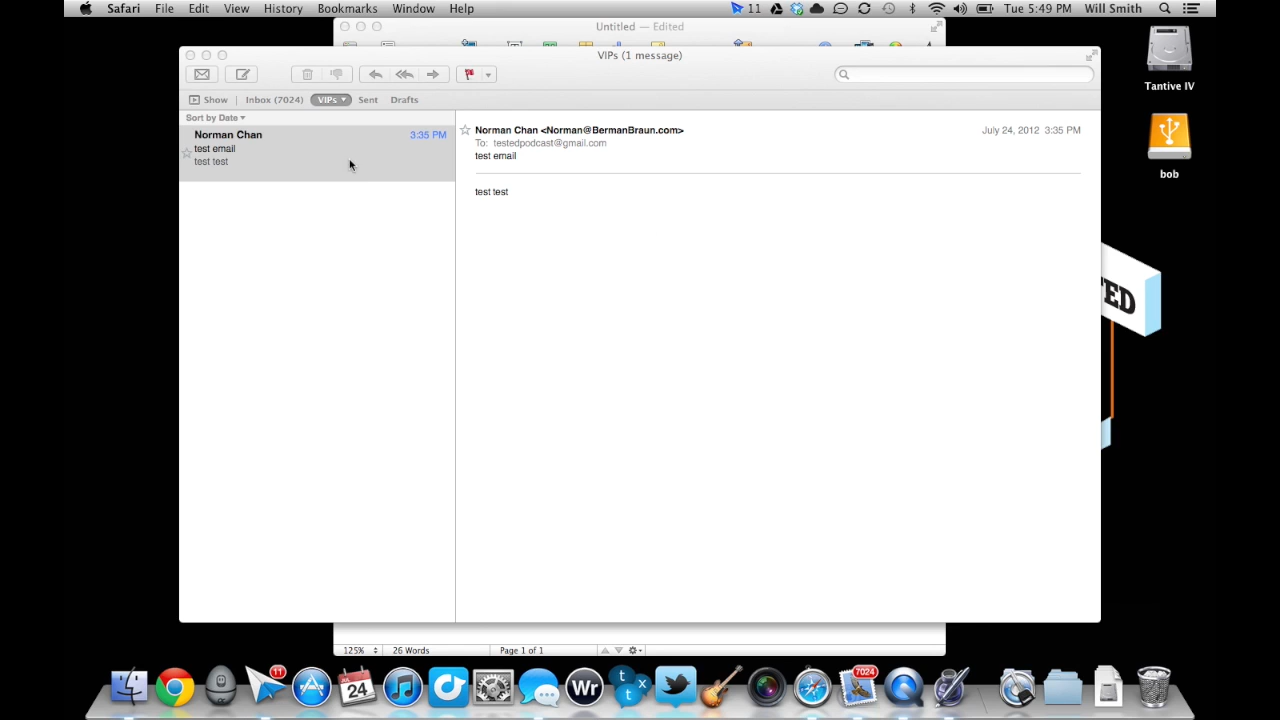 Safari File Edit View History Bookmarks Window Help
11 Tue 5:49 PM Will Smith
Untitled — Edited
VIPs (1 message)
Show Inbox (7024) VIPs Sent Drafts
Sort by Date
Norman Chan 3:35 PM
test email
test test
Norman Chan <Norman@BermanBraun.com> July 24, 2012 3:35 PM
To: testedpodcast@gmail.com
test email
test test
Tantive IV
bob
TED
125% 26 Words Page 1 of 1
11
JUL
24
Wr
t
t x
7024